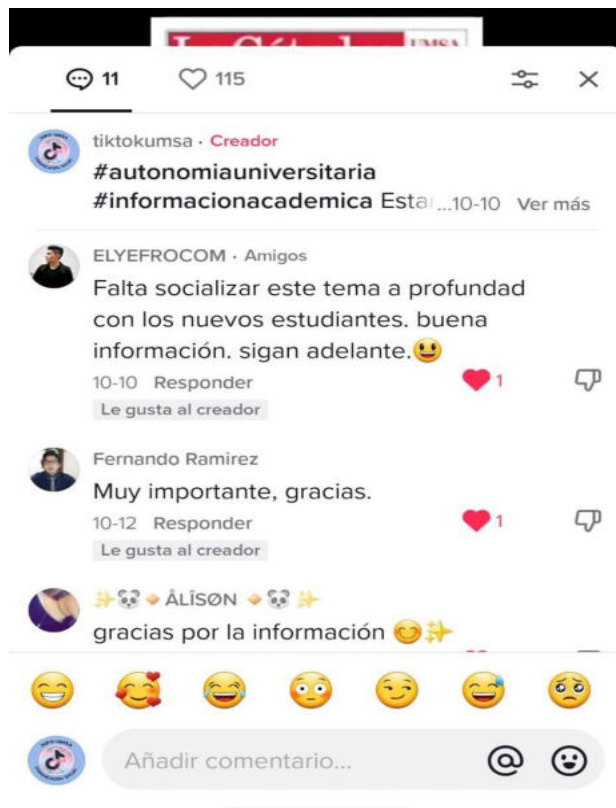 UMSA
11 115
tiktokumsa · Creador
#autonomiauniversitaria
#informacionacademica Estar...10-10 Ver más
ELYEFROCOM · Amigos
Falta socializar este tema a profundad
con los nuevos estudiantes. buena
información. sigan adelante.😃
10-10 Responder 1
Le gusta al creador
Fernando Ramirez
Muy importante, gracias.
10-12 Responder 1
Le gusta al creador
✨🐼🔸ÅLÎSØN🔸🐼✨
gracias por la información 😊✨
Añadir comentario...